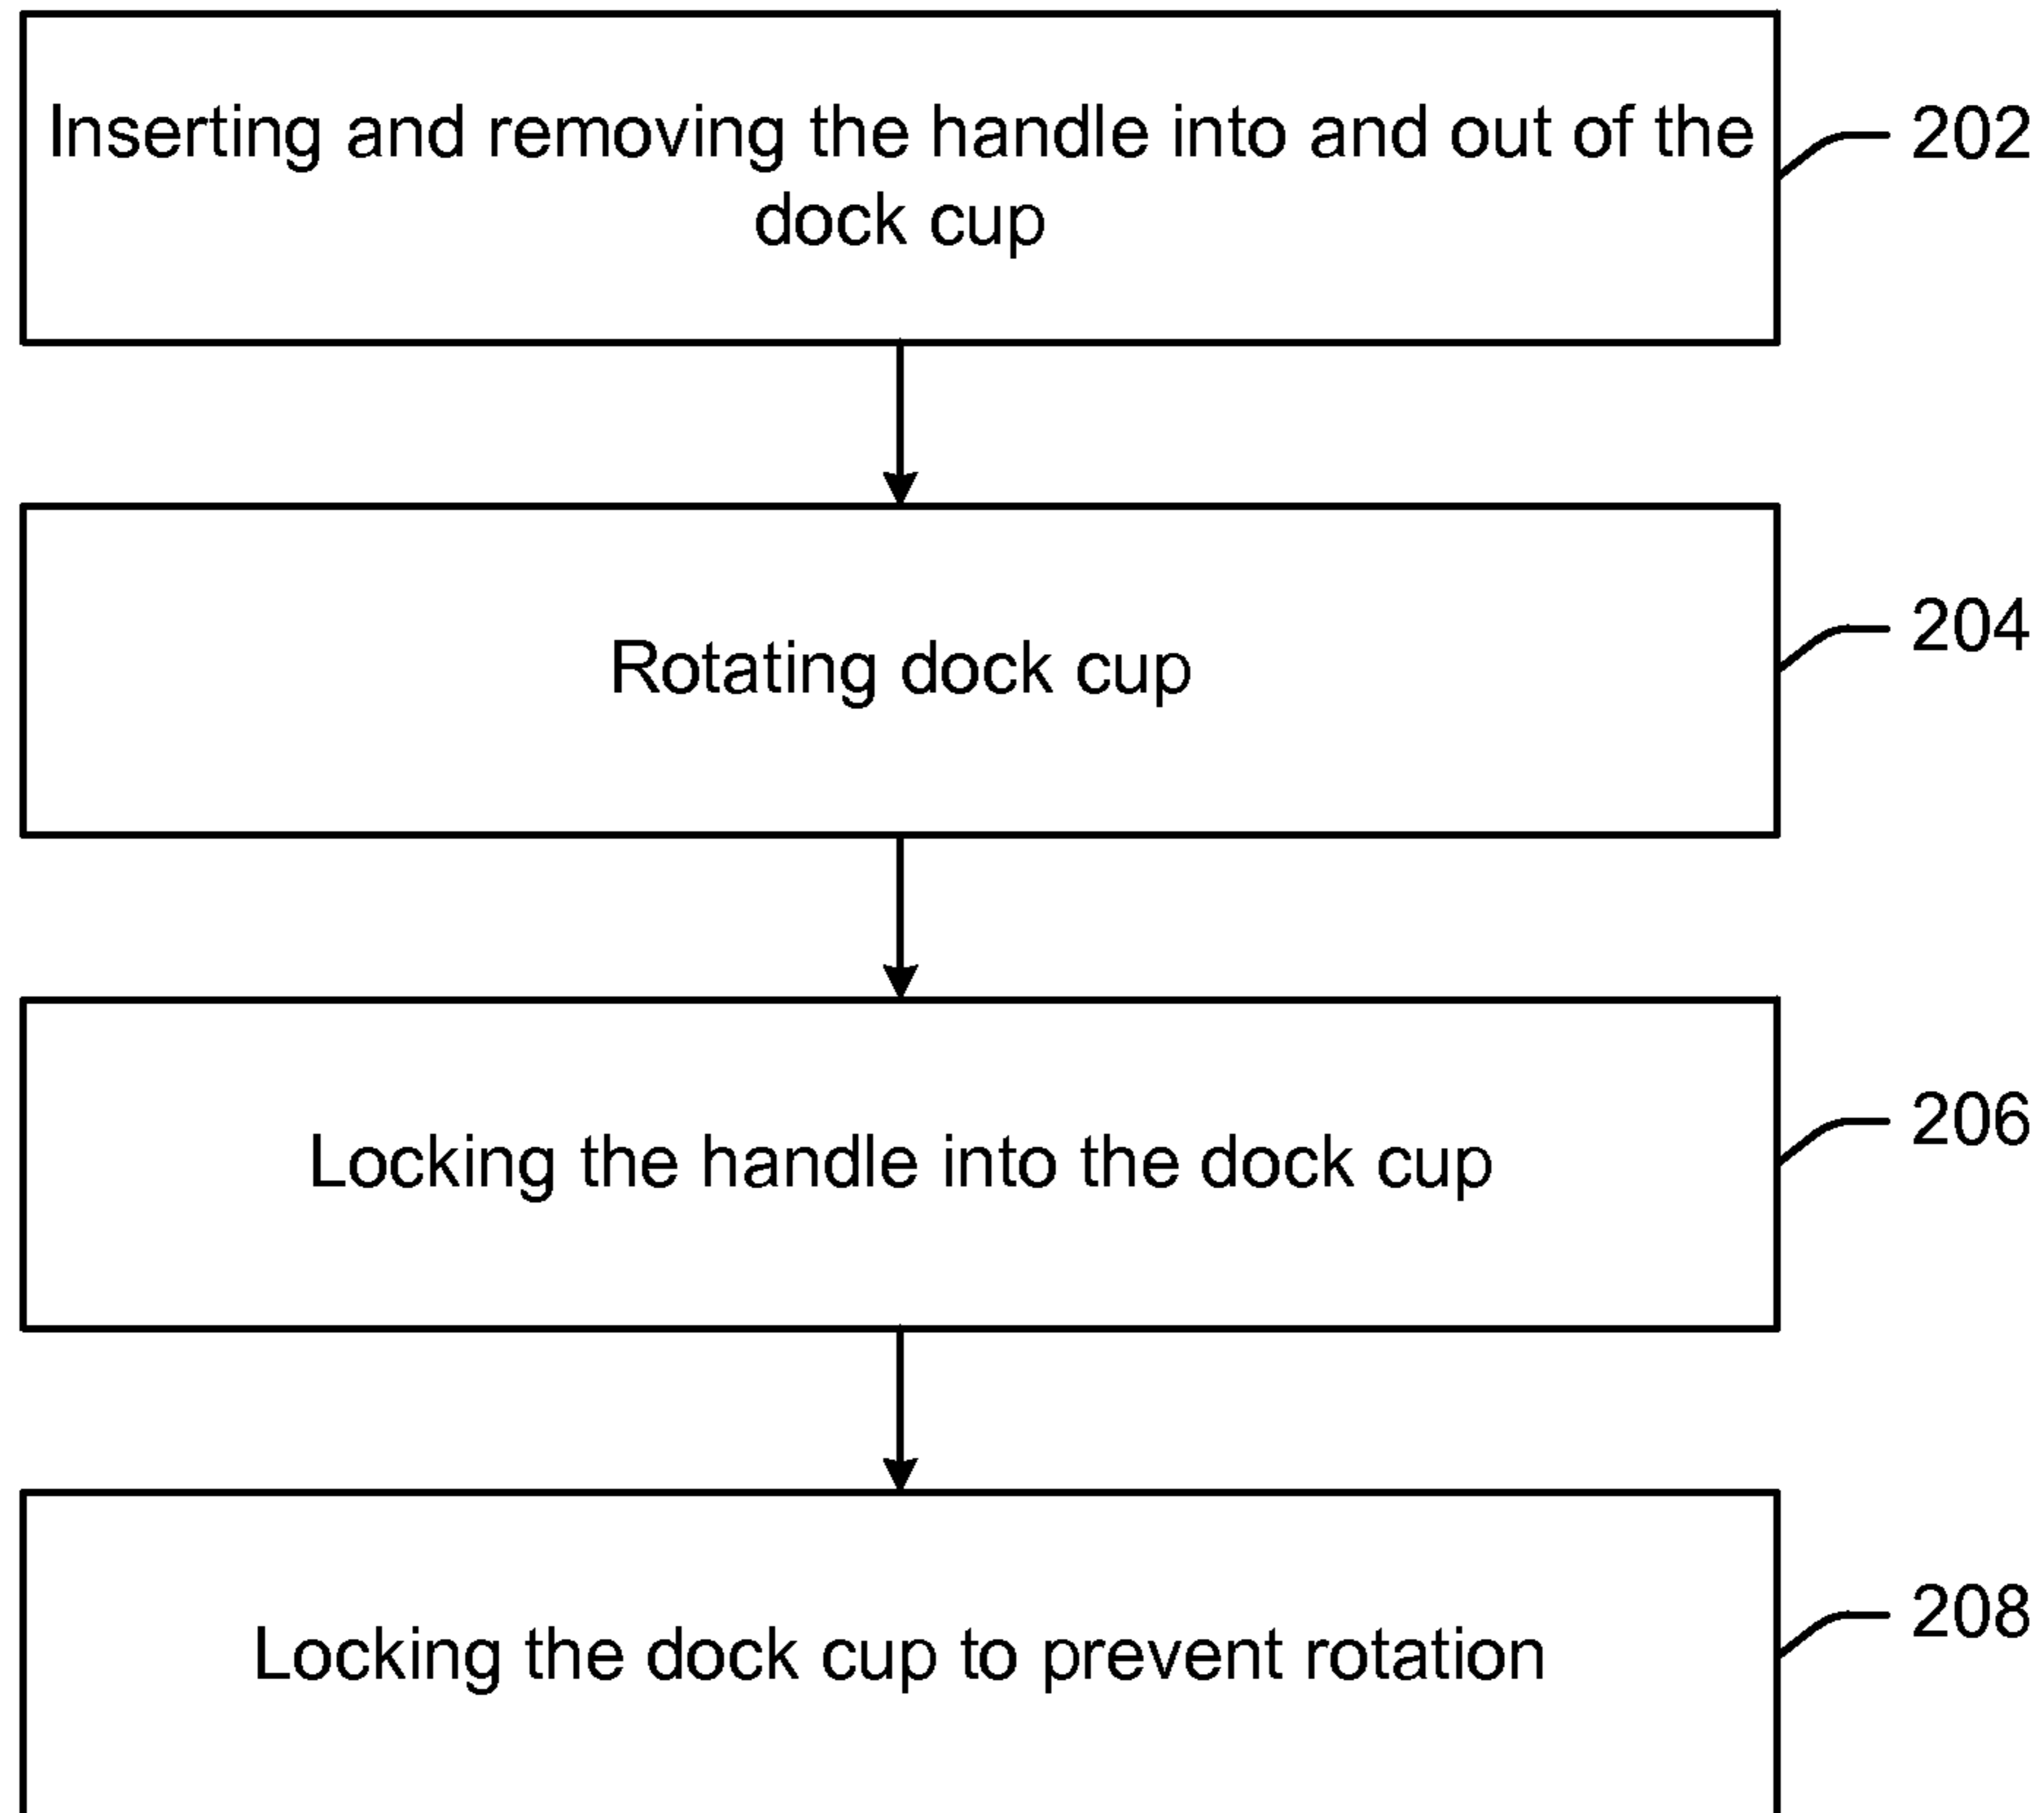 Inserting and removing the handle into and out of the
dock cup
202
Rotating dock cup
204
Locking the handle into the dock cup
206
Locking the dock cup to prevent rotation
208